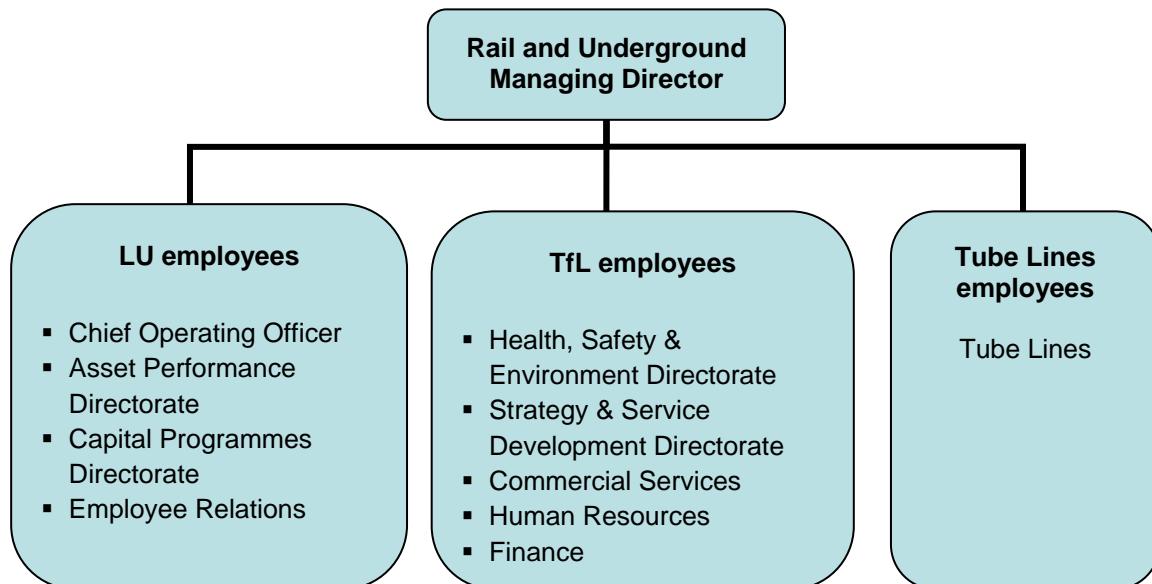 Rail and Underground
Managing Director
LU employees
▪ Chief Operating Officer
▪ Asset Performance
Directorate
▪ Capital Programmes
Directorate
▪ Employee Relations
TfL employees
▪ Health, Safety &
Environment Directorate
▪ Strategy & Service
Development Directorate
▪ Commercial Services
▪ Human Resources
▪ Finance
Tube Lines
employees
Tube Lines